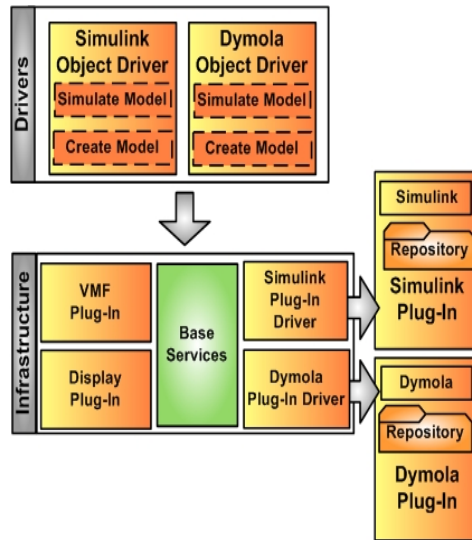 Drivers
Simulink
Object Driver
Simulate Model
Create Model
Dymola
Object Driver
Simulate Model
Create Model
Infrastructure
VMF
Plug-In
Display
Plug-In
Base
Services
Simulink
Plug-In
Driver
Dymola
Plug-In Driver
Simulink
Repository
Simulink
Plug-In
Dymola
Repository
Dymola
Plug-In